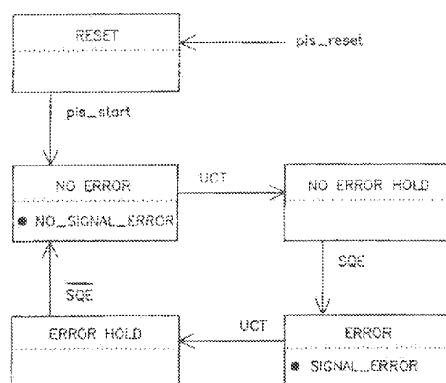 RESET
pls_reset
pls_start
NO ERROR
UCT
NO ERROR HOLD
● NO_SIGNAL_ERROR
SQE
SQE
ERROR HOLD
UCT
ERROR
● SIGNAL_ERROR